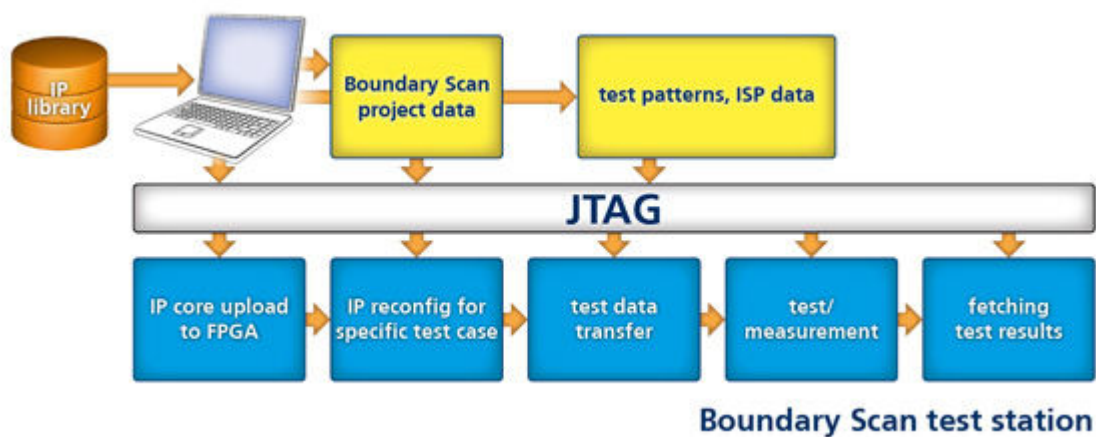 IP
library
Boundary Scan
project data
test patterns, ISP data
JTAG
IP core upload
to FPGA
IP reconfig for
specific test case
test data
transfer
test/
measurement
fetching
test results
Boundary Scan test station